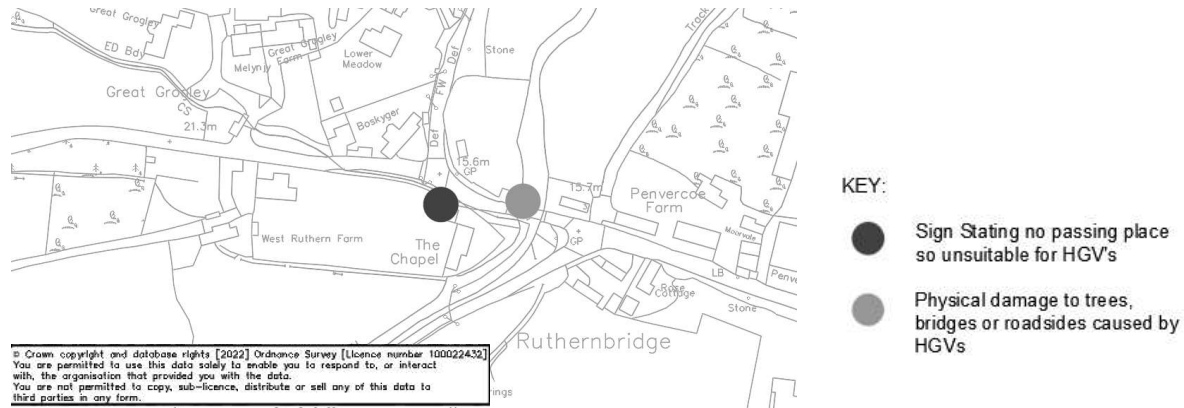 Great Grogley
ED Bdy
Great Grogley
CS
21.3m
Melynjy
Great Grogley
Farm
Lower
Meadow
Boskyger
Def
FW
Def
Stone
15.6m
GP
Track
15.7m
Penvercoe
Farm
Moorvale
GP
LB
Rose
Cottage
Stone
West Ruthern Farm
The
Chapel
Ruthernbridge
KEY:
Sign Stating no passing place
so unsuitable for HGV's
Physical damage to trees,
bridges or roadsides caused by
HGVs
© Crown copyright and database rights [2022] Ordnance Survey [Licence number 100022432]
You are permitted to use this data solely to enable you to respond to, or interact
with, the organisation that provided you with the data.
You are not permitted to copy, sub-licence, distribute or sell any of this data to
third parties in any form.